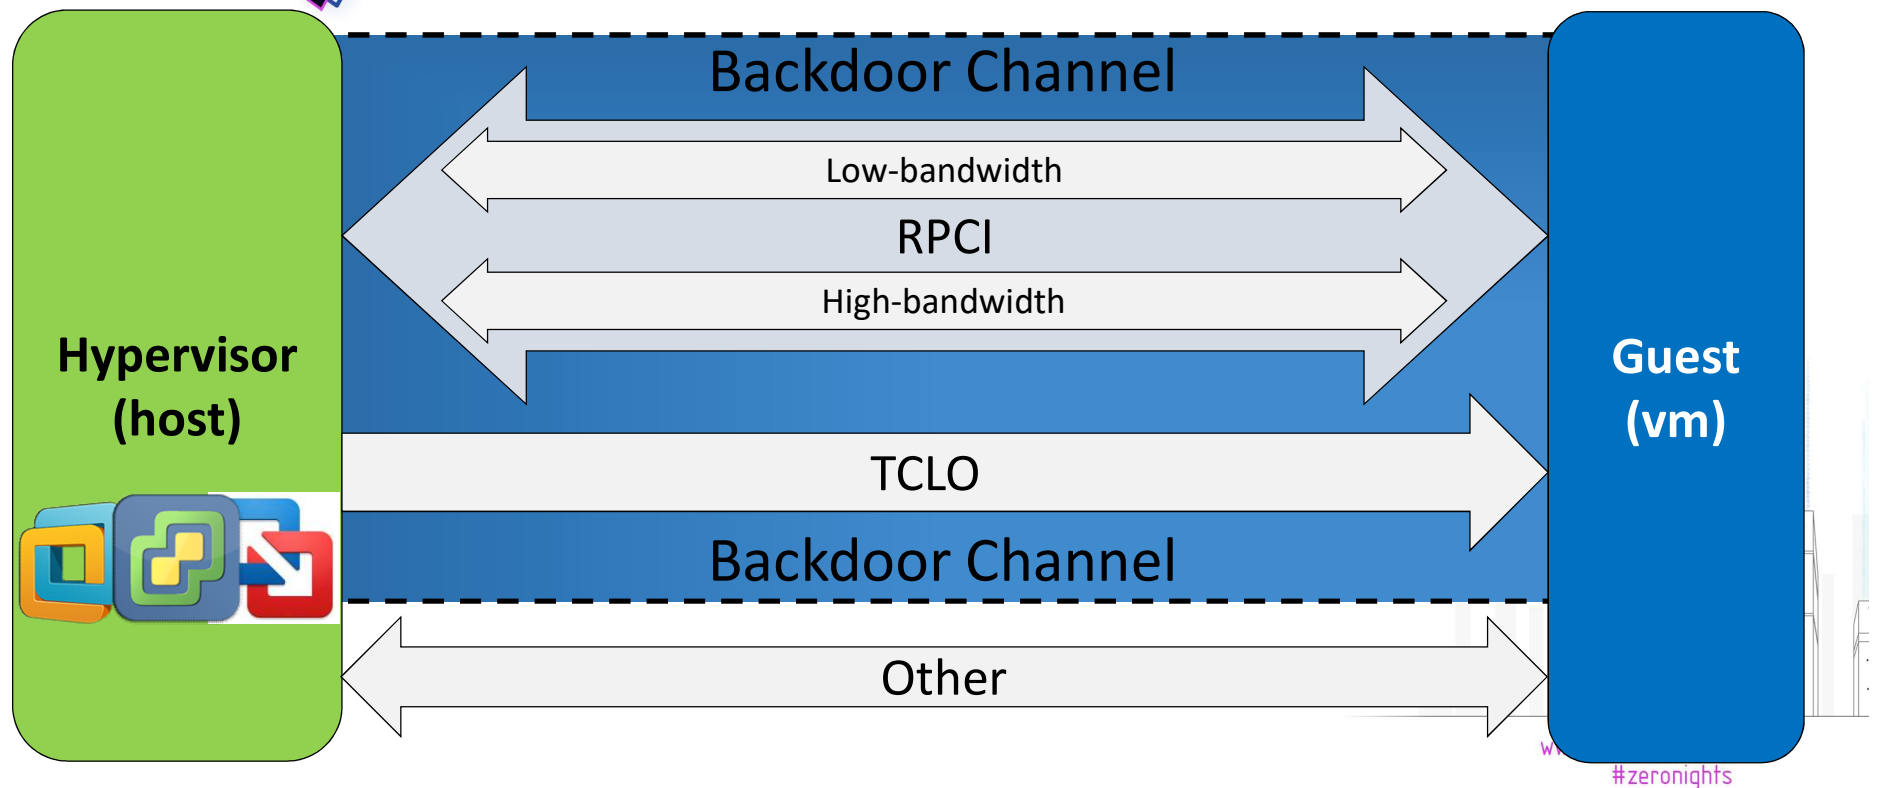 Backdoor Channel
Low-bandwidth
RPCI
High-bandwidth
Hypervisor
(host)
Guest
(vm)
TCLO
Backdoor Channel
Other
#zeronights